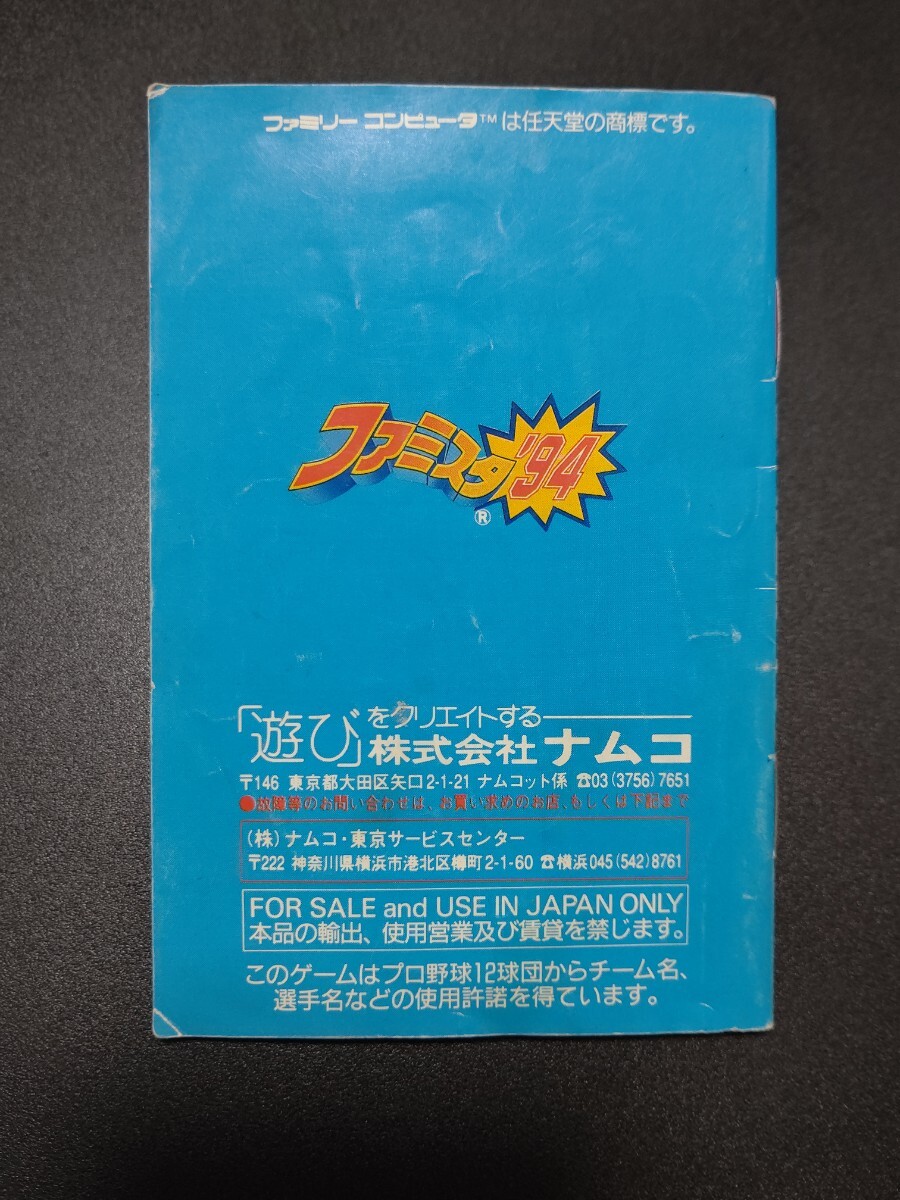 ファミリー コンピュータ™は任天堂の商標です。
ファミスタ'94
®
「遊び」をクリエイトする――
株式会社ナムコ
〒146 東京都大田区矢口2-1-21 ナムコット係 ☎03(3756)7651
●故障等のお問い合わせは、お買い求めのお店、もしくは下記まで
(株)ナムコ・東京サービスセンター
〒222 神奈川県横浜市港北区樽町2-1-60 ☎横浜045(542)8761
FOR SALE and USE IN JAPAN ONLY
本品の輸出、使用営業及び賃貸を禁じます。
このゲームはプロ野球12球団からチーム名、
選手名などの使用許諾を得ています。